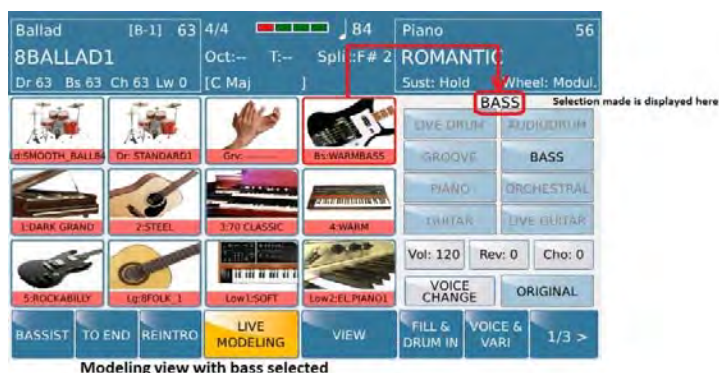 Ballad [B-1] 63
4/4 ♩84
Piano 56
8BALLAD1
Oct:-- T:-- Split:F# 2
ROMANTIC
Dr 63 Bs 63 Ch 63 Lw 0
[C Maj ]
Sust: Hold Wheel: Modul.
BASS
Selection made is displayed here
Ld:SMOOTH_BALL84
Dr: STANDARD1
Grv: --------
Bs:WARMBASS
LIVE DRUM
AUDIODRUM
GROOVE
BASS
1:DARK GRAND
2:STEEL
3:70 CLASSIC
4:WARM
PIANO
ORCHESTRAL
GUITAR
LIVE GUITAR
5:ROCKABILLY
Lg:8FOLK_1
Low1:SOFT
Low2:EL.PIANO1
Vol: 120
Rev: 0
Cho: 0
VOICE
CHANGE
ORIGINAL
BASSIST
TO END
REINTRO
LIVE
MODELING
VIEW
FILL &
DRUM IN
VOICE &
VARI
1/3 >
Modeling view with bass selected